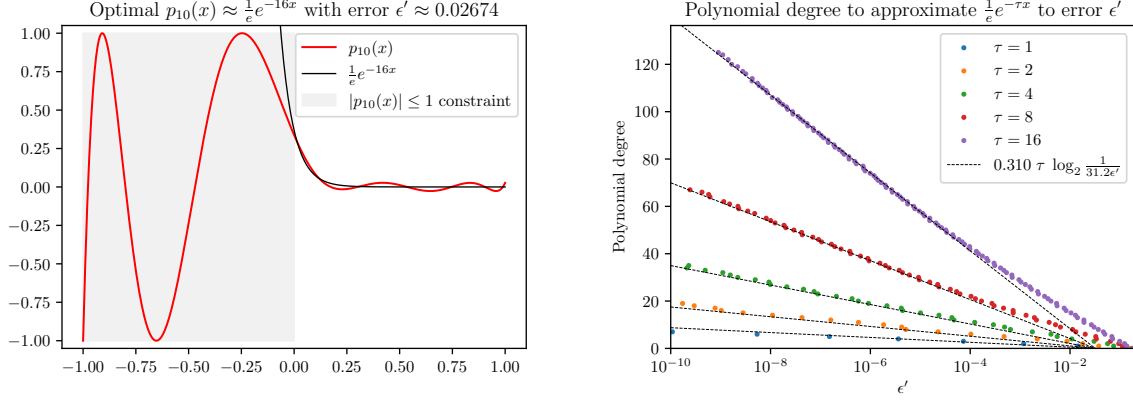 Optimal p₁₀(x) ≈ 1/e e^{-16x} with error ϵ′ ≈ 0.02674
1.00
0.75
0.50
0.25
0.00
−0.25
−0.50
−0.75
−1.00
−1.00 −0.75 −0.50 −0.25 0.00 0.25 0.50 0.75 1.00
p₁₀(x)
1/e e^{-16x}
|p₁₀(x)| ≤ 1 constraint
Polynomial degree to approximate 1/e e^{-τx} to error ϵ′
Polynomial degree
120
100
80
60
40
20
0
10^{-10} 10^{-8} 10^{-6} 10^{-4} 10^{-2}
ϵ′
τ = 1
τ = 2
τ = 4
τ = 8
τ = 16
0.310 τ log₂ 1/31.2ϵ′